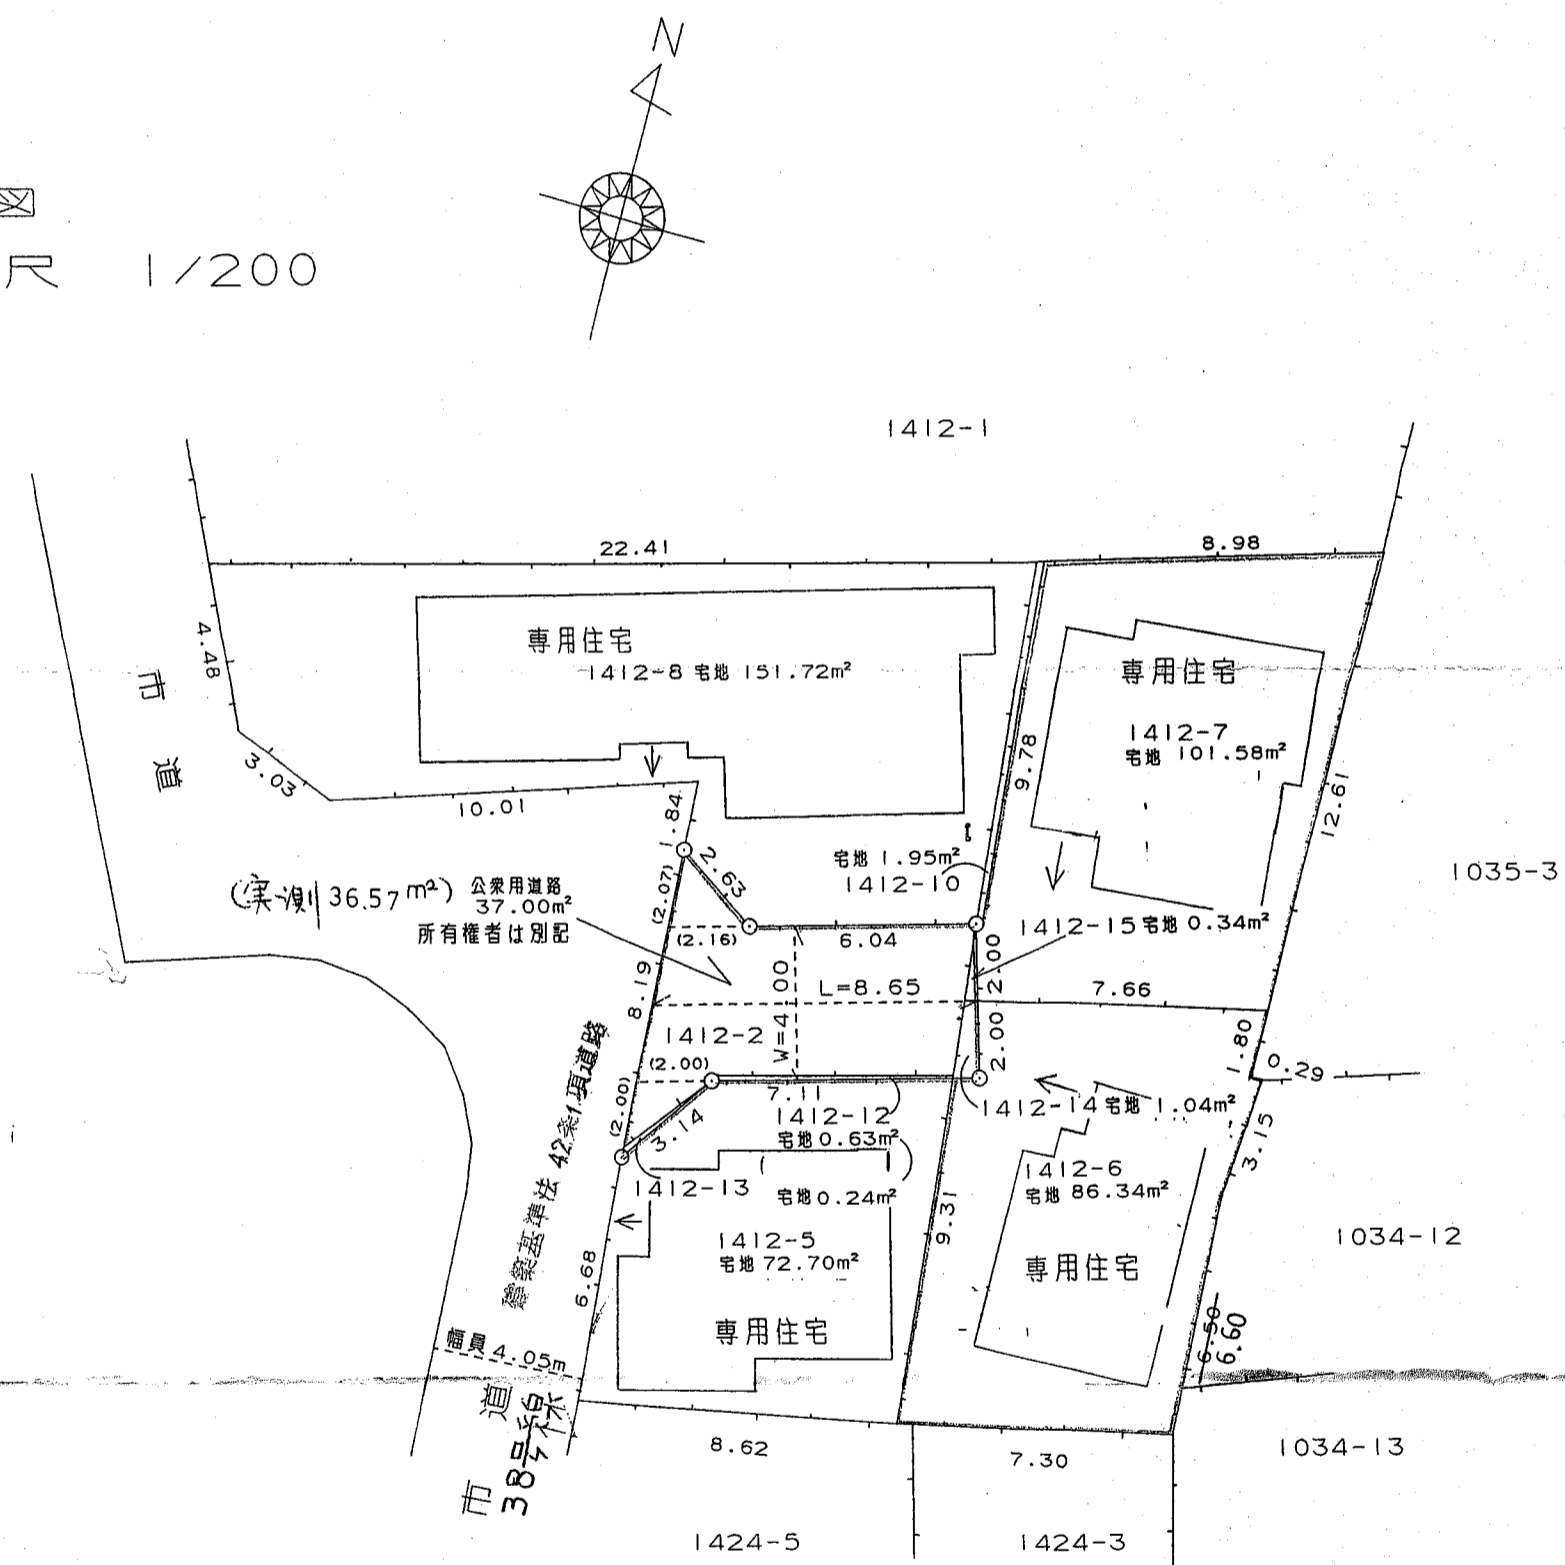 N
図
尺 1/200
1412-1
22.41
8.98
4.48
専用住宅
1412-8 宅地 151.72m²
専用住宅
1412-7
宅地 101.58m²
市道
3.03
10.01
1.84
9.78
12.61
2.63
宅地 1.95m²
1412-10
1035-3
(実測 36.57m²)
公衆用道路
37.00m²
所有権者は別記
(2.07)
(2.16)
6.04
1412-15 宅地 0.34m²
2.00
8.19
L=8.65
7.66
W=4.00
1412-2
2.00
1.80
0.29
(2.00)
7.11
1412-12
宅地 0.63m²
1412-14 宅地 1.04m²
(2.00)
3.14
3.15
1412-13
宅地 0.24m²
1412-6
宅地 86.34m²
建築基準法 42条1項道路
9.31
1412-5
宅地 72.70m²
1034-12
専用住宅
6.68
専用住宅
6.50
6.60
幅員 4.05m
市道
38号線
8.62
7.30
1034-13
1424-5
1424-3